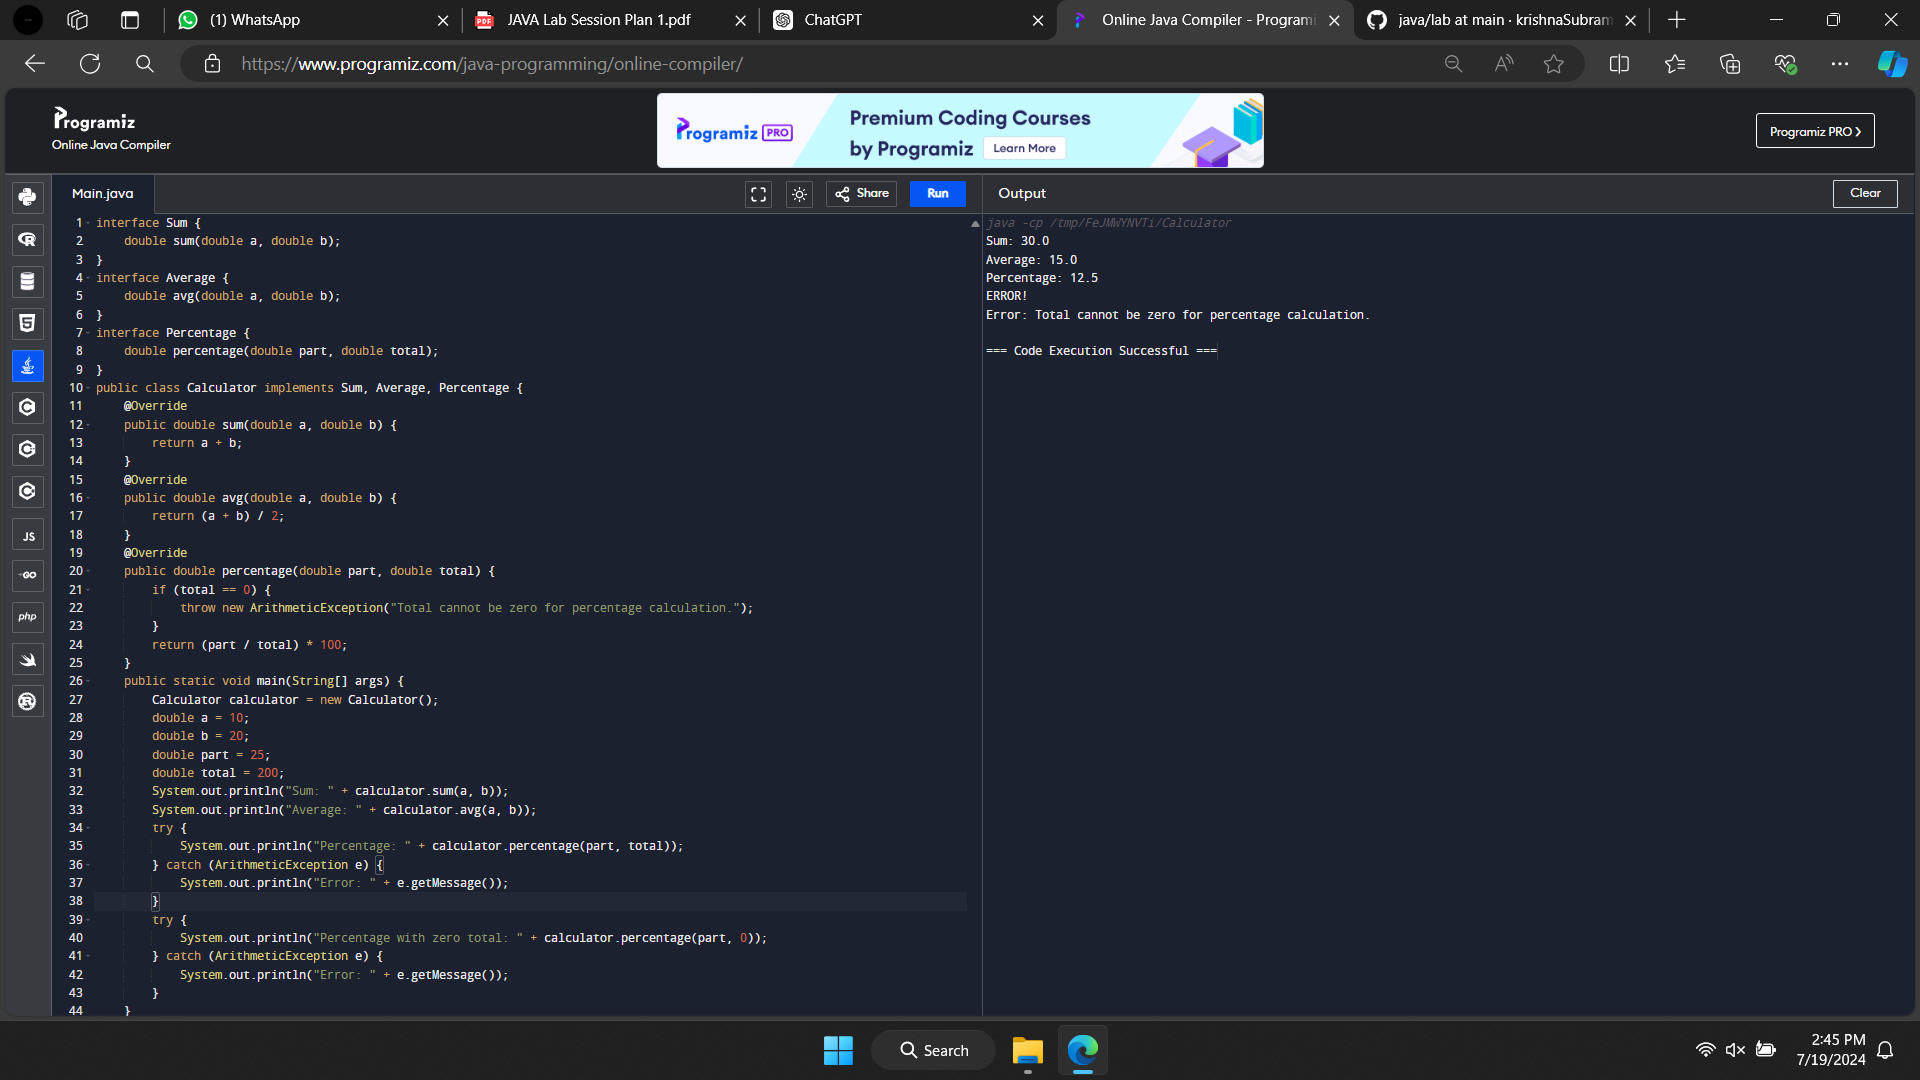 (1) WhatsApp
JAVA Lab Session Plan 1.pdf
ChatGPT
Online Java Compiler - Programi
java/lab at main · krishnaSubram
https://www.programiz.com/java-programming/online-compiler/
Programiz
Online Java Compiler
Programiz PRO
Premium Coding Courses
by Programiz
Learn More
Programiz PRO ›
Main.java
Share
Run
Output
Clear
1 interface Sum {
2     double sum(double a, double b);
3 }
4 interface Average {
5     double avg(double a, double b);
6 }
7 interface Percentage {
8     double percentage(double part, double total);
9 }
10 public class Calculator implements Sum, Average, Percentage {
11     @Override
12     public double sum(double a, double b) {
13         return a + b;
14     }
15     @Override
16     public double avg(double a, double b) {
17         return (a + b) / 2;
18     }
19     @Override
20     public double percentage(double part, double total) {
21         if (total == 0) {
22             throw new ArithmeticException("Total cannot be zero for percentage calculation.");
23         }
24         return (part / total) * 100;
25     }
26     public static void main(String[] args) {
27         Calculator calculator = new Calculator();
28         double a = 10;
29         double b = 20;
30         double part = 25;
31         double total = 200;
32         System.out.println("Sum: " + calculator.sum(a, b));
33         System.out.println("Average: " + calculator.avg(a, b));
34         try {
35             System.out.println("Percentage: " + calculator.percentage(part, total));
36         } catch (ArithmeticException e) {
37             System.out.println("Error: " + e.getMessage());
38         }
39         try {
40             System.out.println("Percentage with zero total: " + calculator.percentage(part, 0));
41         } catch (ArithmeticException e) {
42             System.out.println("Error: " + e.getMessage());
43         }
44     }
java -cp /tmp/FeJMWYNVTi/Calculator
Sum: 30.0
Average: 15.0
Percentage: 12.5
ERROR!
Error: Total cannot be zero for percentage calculation.
=== Code Execution Successful ===
JS
GO
php
PDF
Search
2:45 PM
7/19/2024